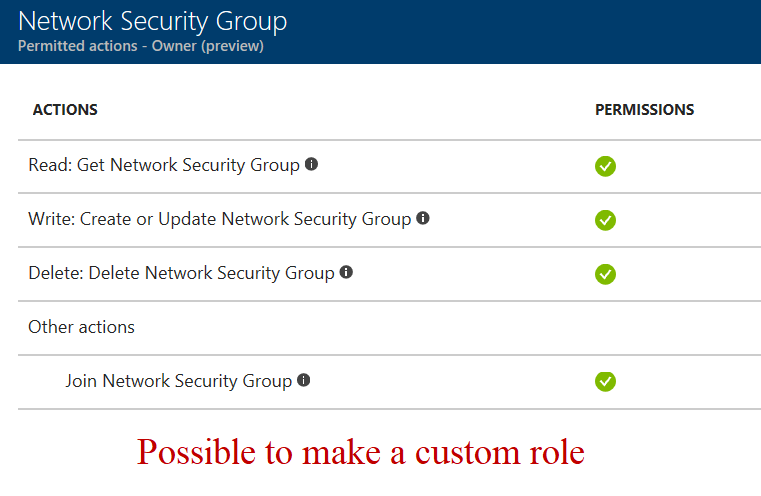 Network Security Group
Permitted actions - Owner (preview)
ACTIONS PERMISSIONS
Read: Get Network Security Group
Write: Create or Update Network Security Group
Delete: Delete Network Security Group
Other actions
Join Network Security Group
Possible to make a custom role